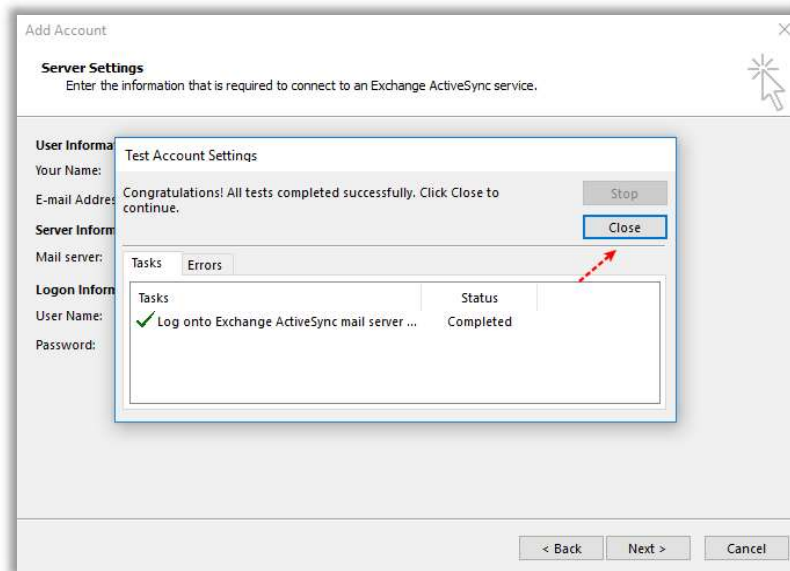 Add Account
Server Settings
Enter the information that is required to connect to an Exchange ActiveSync service.
User Informa
Your Name:
E-mail Addres
Server Inform
Mail server:
Logon Inform
User Name:
Password:
Test Account Settings
Congratulations! All tests completed successfully. Click Close to
continue.
Stop
Close
Tasks Errors
Tasks Status
Log onto Exchange ActiveSync mail server ... Completed
< Back Next > Cancel